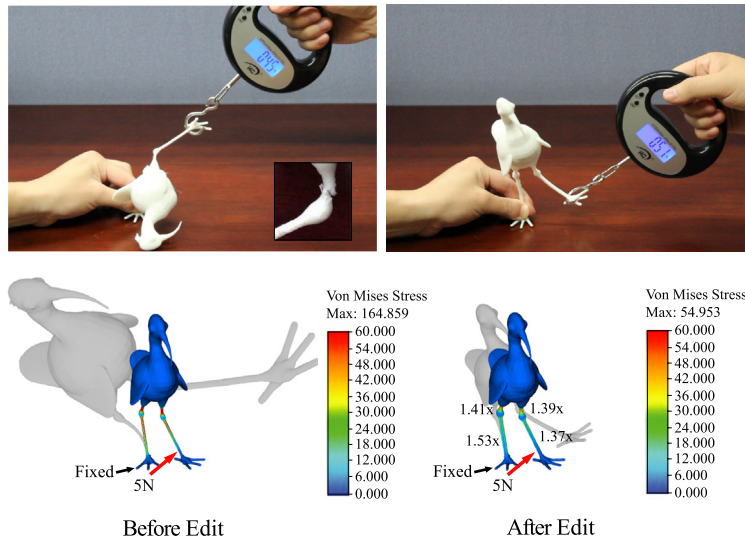 Von Mises Stress
Max: 164.859
60.000
54.000
48.000
42.000
36.000
30.000
24.000
18.000
12.000
6.000
0.000
Fixed
5N
Before Edit
Von Mises Stress
Max: 54.953
60.000
54.000
48.000
42.000
36.000
30.000
24.000
18.000
12.000
6.000
0.000
1.41x
1.39x
1.53x
1.37x
Fixed
5N
After Edit